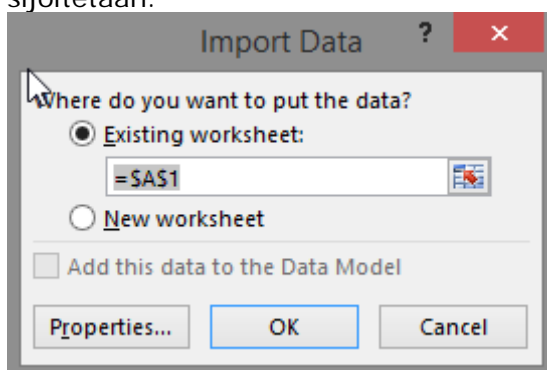 sijoitetaan.
Import Data ? ×
Where do you want to put the data?
Existing worksheet:
=$A$1
New worksheet
Add this data to the Data Model
Properties... OK Cancel